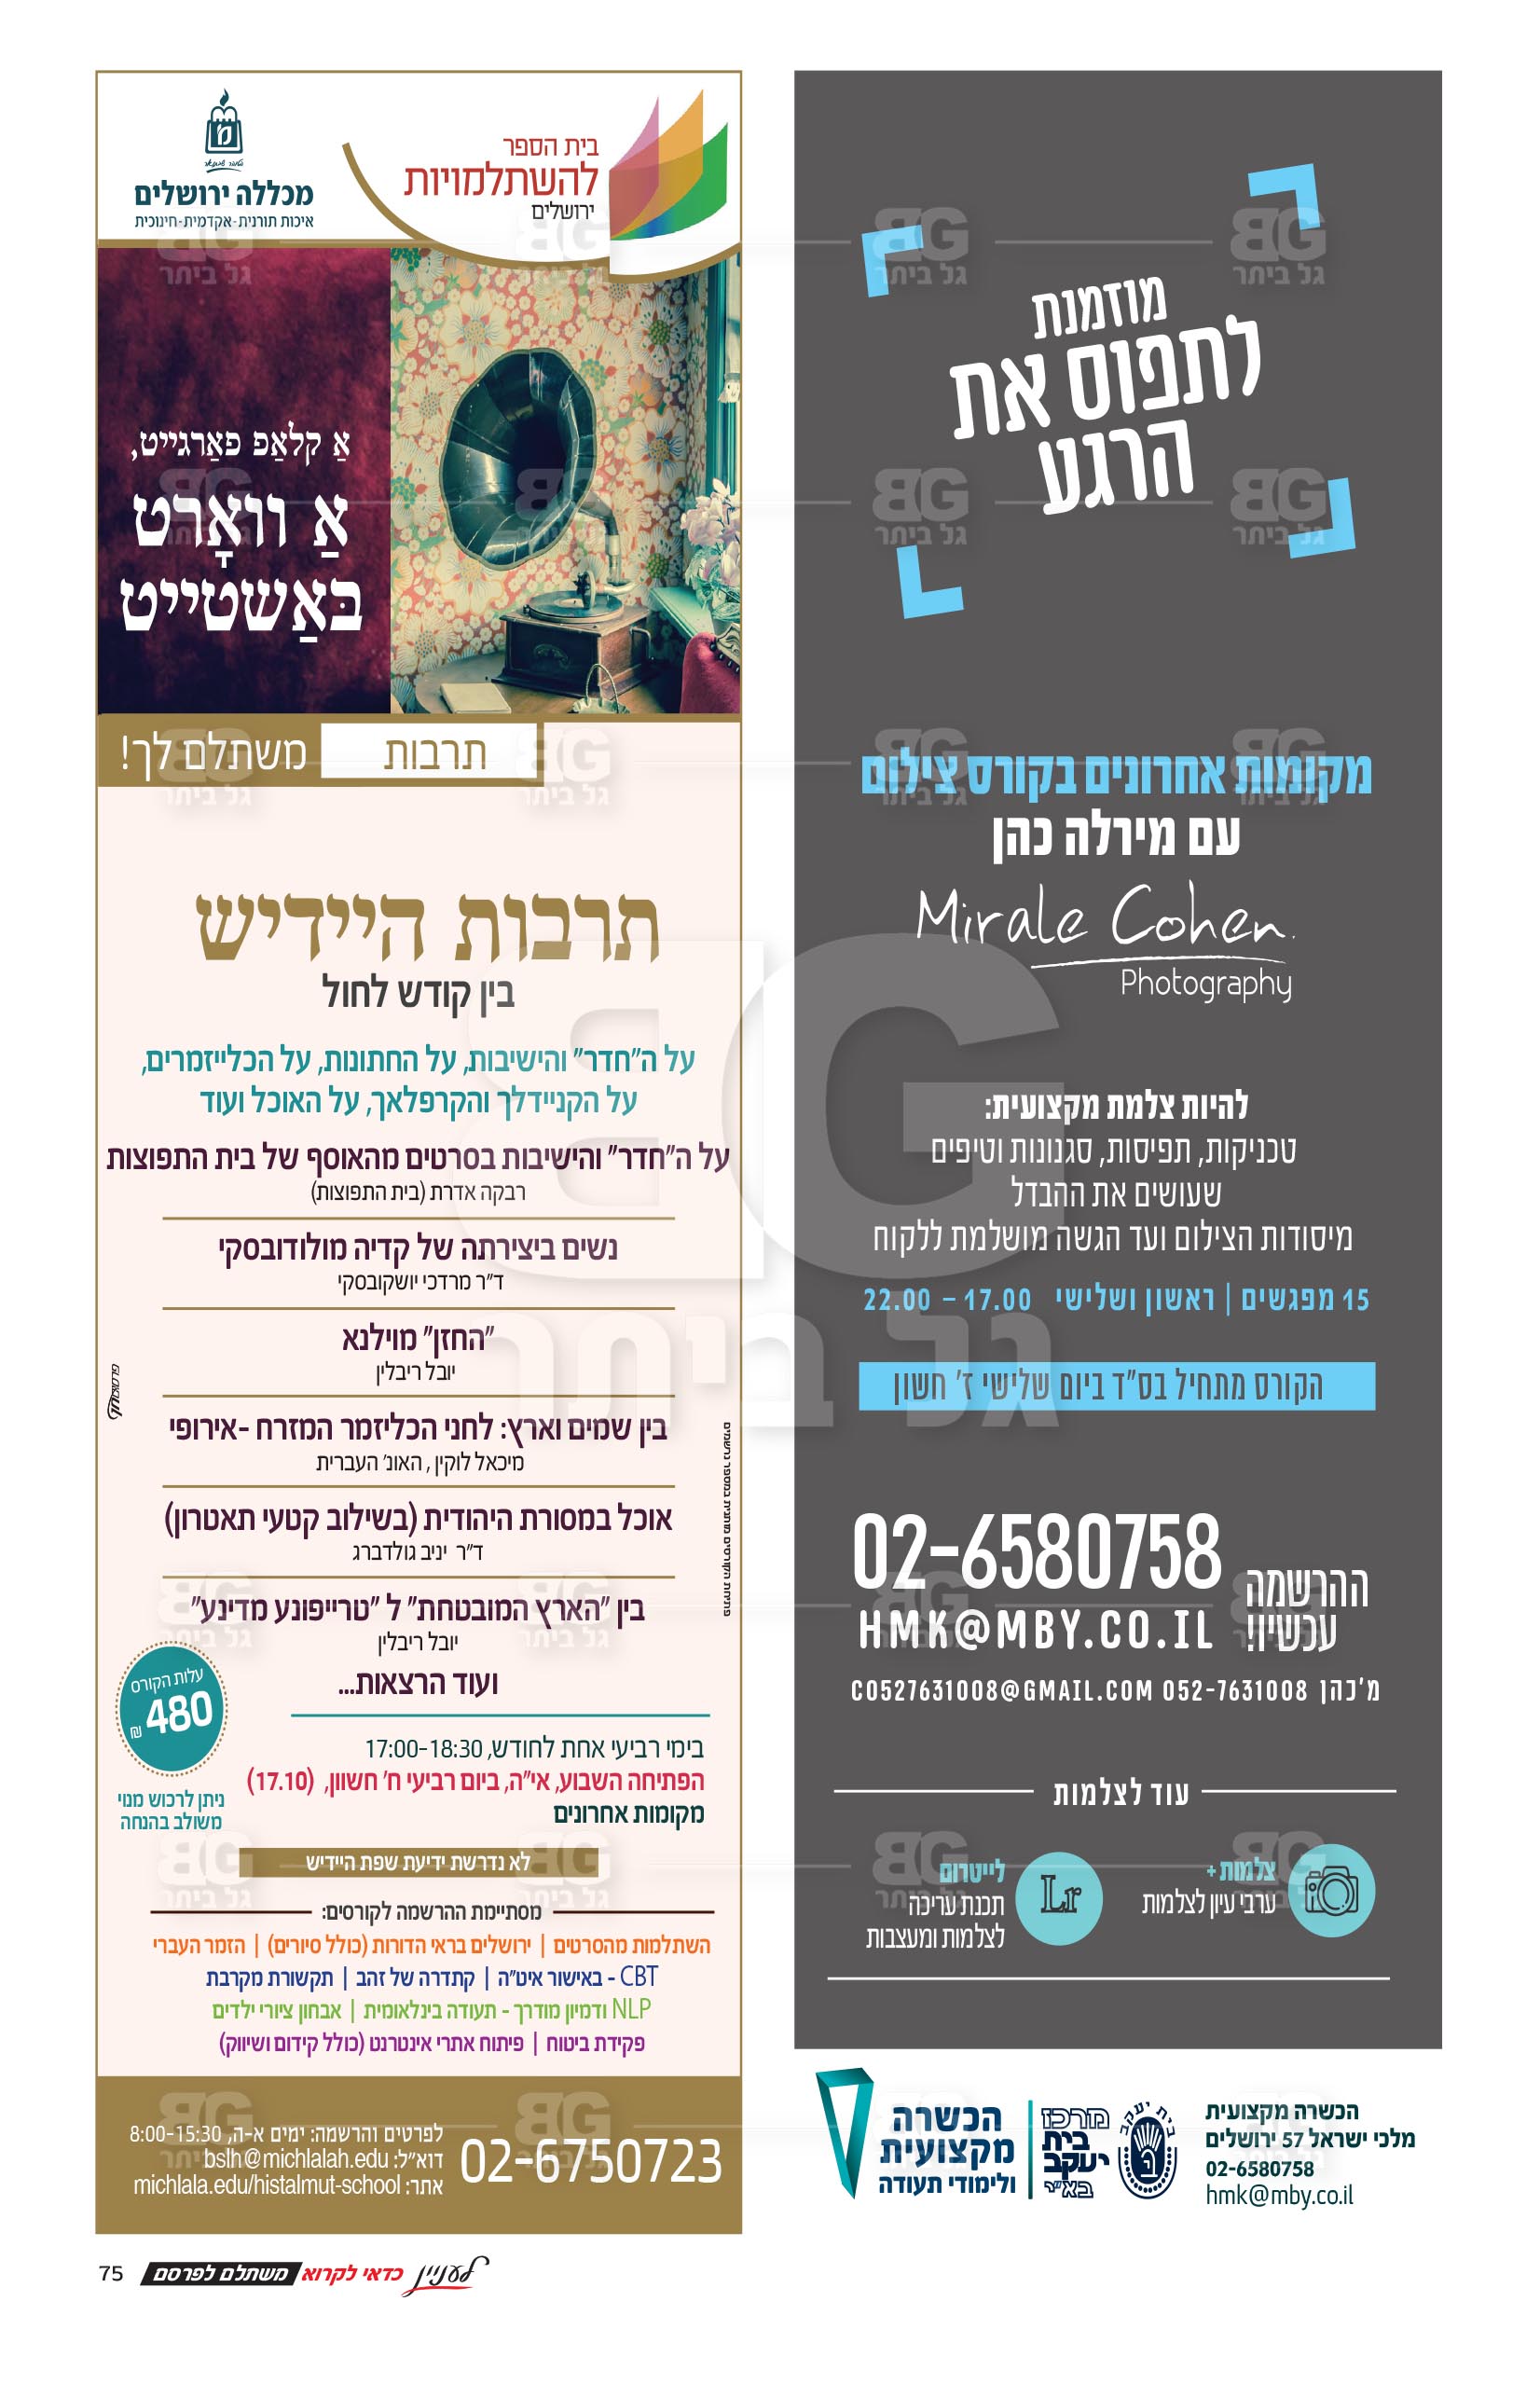 מוזמנת
לתפוס את
הרגע
מקומות אחרונים בקורס צילום
עם מירלה כהן
Mirale Cohen.
Photography
להיות צלמת מקצועית:
טכניקות, תפיסות, סגנונות וטיפים
שעושים את ההבדל
מיסודות הצילום ועד הגשה מושלמת ללקוח
15 מפגשים | ראשון ושלישי 17.00 – 22.00
הקורס מתחיל בס"ד ביום שלישי ז' חשון
ההרשמה
עכשיו!
02-6580758
HMK@MBY.CO.IL
מ'כהן 052-7631008 C0527631008@GMAIL.COM
עוד לצלמות
צלמות +
ערבי עיון לצלמות
Lr
לייטרום
תכנת עריכה
לצלמות ומעצבות
הכשרה מקצועית
מלכי ישראל 57 ירושלים
02-6580758
hmk@mby.co.il
בית יעקב
מרכז
בית
יעקב
בא"י
הכשרה
מקצועית
ולימודי תעודה
בית הספר
להשתלמויות
ירושלים
מכללה ירושלים
איכות תורנית-אקדמית-חינוכית
אַ קלאַפּ פאַרגייט,
אַ וואָרט
באַשטייט
תרבות
משתלם לך!
תרבות היידיש
בין קודש לחול
על ה"חדר" והישיבות, על החתונות, על הכלייזמרים,
על הקניידלך והקרפלאך, על האוכל ועוד
על ה"חדר" והישיבות בסרטים מהאוסף של בית התפוצות
רבקה אדרת (בית התפוצות)
נשים ביצירתה של קדיה מולודובסקי
ד"ר מרדכי יושקובסקי
"החזן" מוילנא
יובל ריבלין
בין שמים וארץ: לחני הכליזמר המזרח -אירופי
מיכאל לוקין , האונ' העברית
אוכל במסורת היהודית (בשילוב קטעי תאטרון)
ד"ר יניב גולדברג
בין "הארץ המובטחת" ל "טרייפונע מדינע"
יובל ריבלין
ועוד הרצאות...
פתיחת הקורסים מותנית במספר נרשמים
עלות הקורס
480 ₪
ניתן לרכוש מנוי
משולב בהנחה
בימי רביעי אחת לחודש, 17:00-18:30
הפתיחה השבוע, אי"ה, ביום רביעי ח' חשוון, (17.10)
מקומות אחרונים
לא נדרשת ידיעת שפת היידיש
מסתיימת ההרשמה לקורסים:
השתלמות מהסרטים | ירושלים בראי הדורות (כולל סיורים) | הזמר העברי
CBT - באישור איט"ה | קתדרה של זהב | תקשורת מקרבת
NLP ודמיון מודרך - תעודה בינלאומית | אבחון ציורי ילדים
פקידת ביטוח | פיתוח אתרי אינטרנט (כולל קידום ושיווק)
02-6750723
לפרטים והרשמה: ימים א-ה, 8:00-15:30
דוא"ל: bslh@michlalah.edu
אתר: michlala.edu/histalmut-school
לעניין כדאי לקרוא משתלם לפרסם 75
BG
גל ביתר